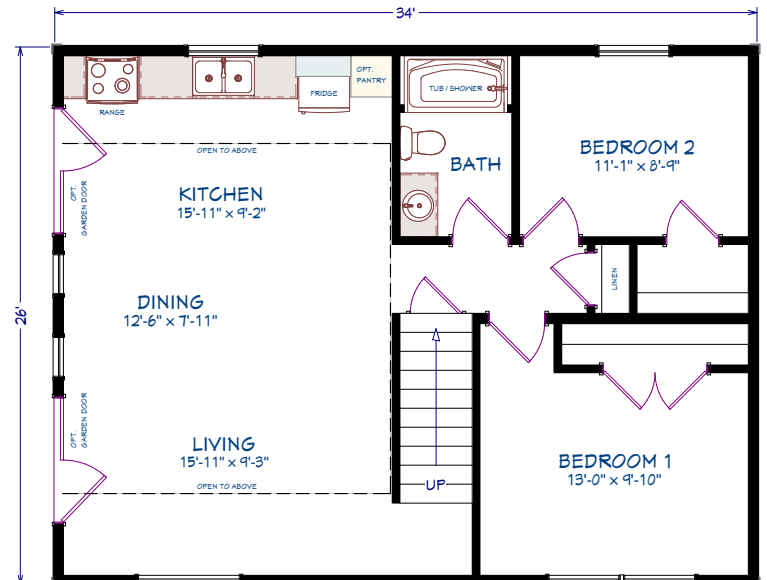 34'
26'
RANGE
FRIDGE
OPT.
PANTRY
TUB / SHOWER
BATH
BEDROOM 2
11'-1" x 8'-9"
OPEN TO ABOVE
OPT.
GARDEN DOOR
KITCHEN
15'-11" x 9'-2"
LINEN
DINING
12'-6" x 7'-11"
OPT.
GARDEN DOOR
LIVING
15'-11" x 9'-3"
OPEN TO ABOVE
UP
BEDROOM 1
13'-0" x 9'-10"